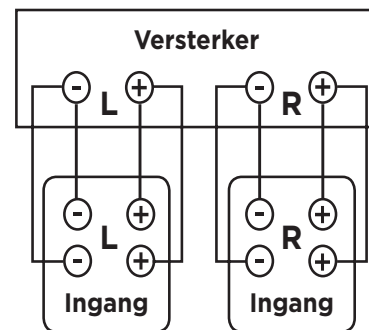 Versterker
- L + - R +
- L + - R +
- + - +
Ingang Ingang